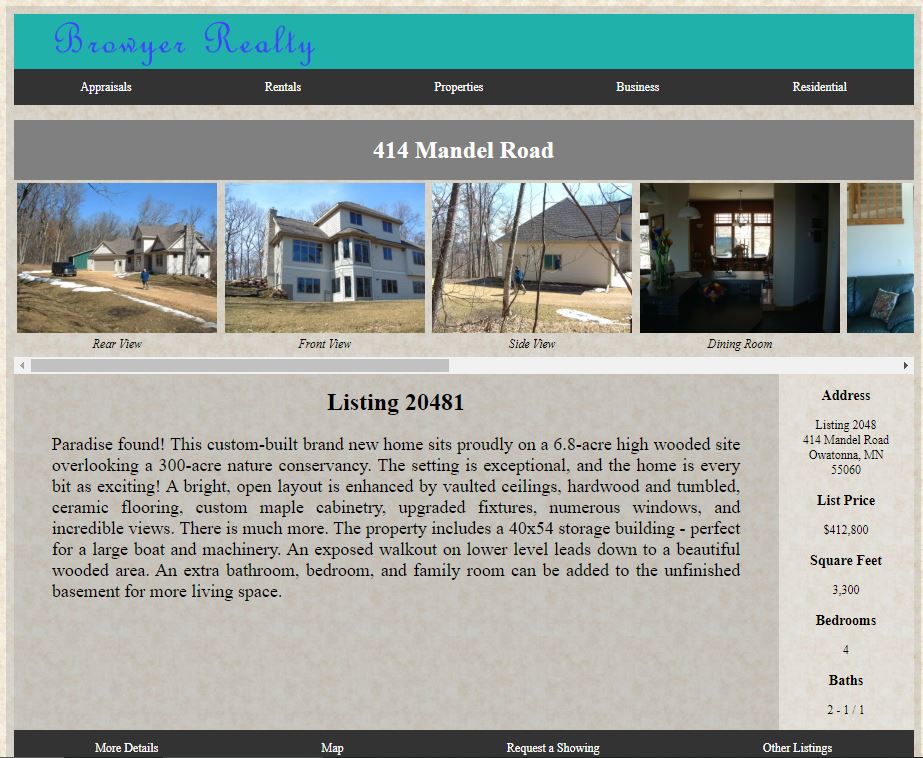 Browyer Realty
Appraisals Rentals Properties Business Residential
414 Mandel Road
Rear View Front View Side View Dining Room
Listing 20481
Paradise found! This custom-built brand new home sits proudly on a 6.8-acre high wooded site
overlooking a 300-acre nature conservancy. The setting is exceptional, and the home is every
bit as exciting! A bright, open layout is enhanced by vaulted ceilings, hardwood and tumbled,
ceramic flooring, custom maple cabinetry, upgraded fixtures, numerous windows, and
incredible views. There is much more. The property includes a 40x54 storage building - perfect
for a large boat and machinery. An exposed walkout on lower level leads down to a beautiful
wooded area. An extra bathroom, bedroom, and family room can be added to the unfinished
basement for more living space.
Address
Listing 2048
414 Mandel Road
Owatonna, MN
55060
List Price
$412,800
Square Feet
3,300
Bedrooms
4
Baths
2 - 1 / 1
More Details Map Request a Showing Other Listings